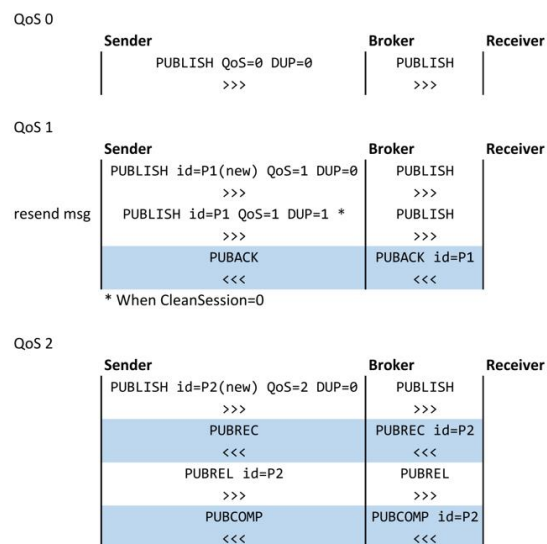 QoS 0
Sender Broker Receiver
PUBLISH QoS=0 DUP=0 PUBLISH
>>> >>>
QoS 1
Sender Broker Receiver
PUBLISH id=P1(new) QoS=1 DUP=0 PUBLISH
>>> >>>
resend msg PUBLISH id=P1 QoS=1 DUP=1 * PUBLISH
>>> >>>
PUBACK PUBACK id=P1
<<< <<<
* When CleanSession=0
QoS 2
Sender Broker Receiver
PUBLISH id=P2(new) QoS=2 DUP=0 PUBLISH
>>> >>>
PUBREC PUBREC id=P2
<<< <<<
PUBREL id=P2 PUBREL
>>> >>>
PUBCOMP PUBCOMP id=P2
<<< <<<